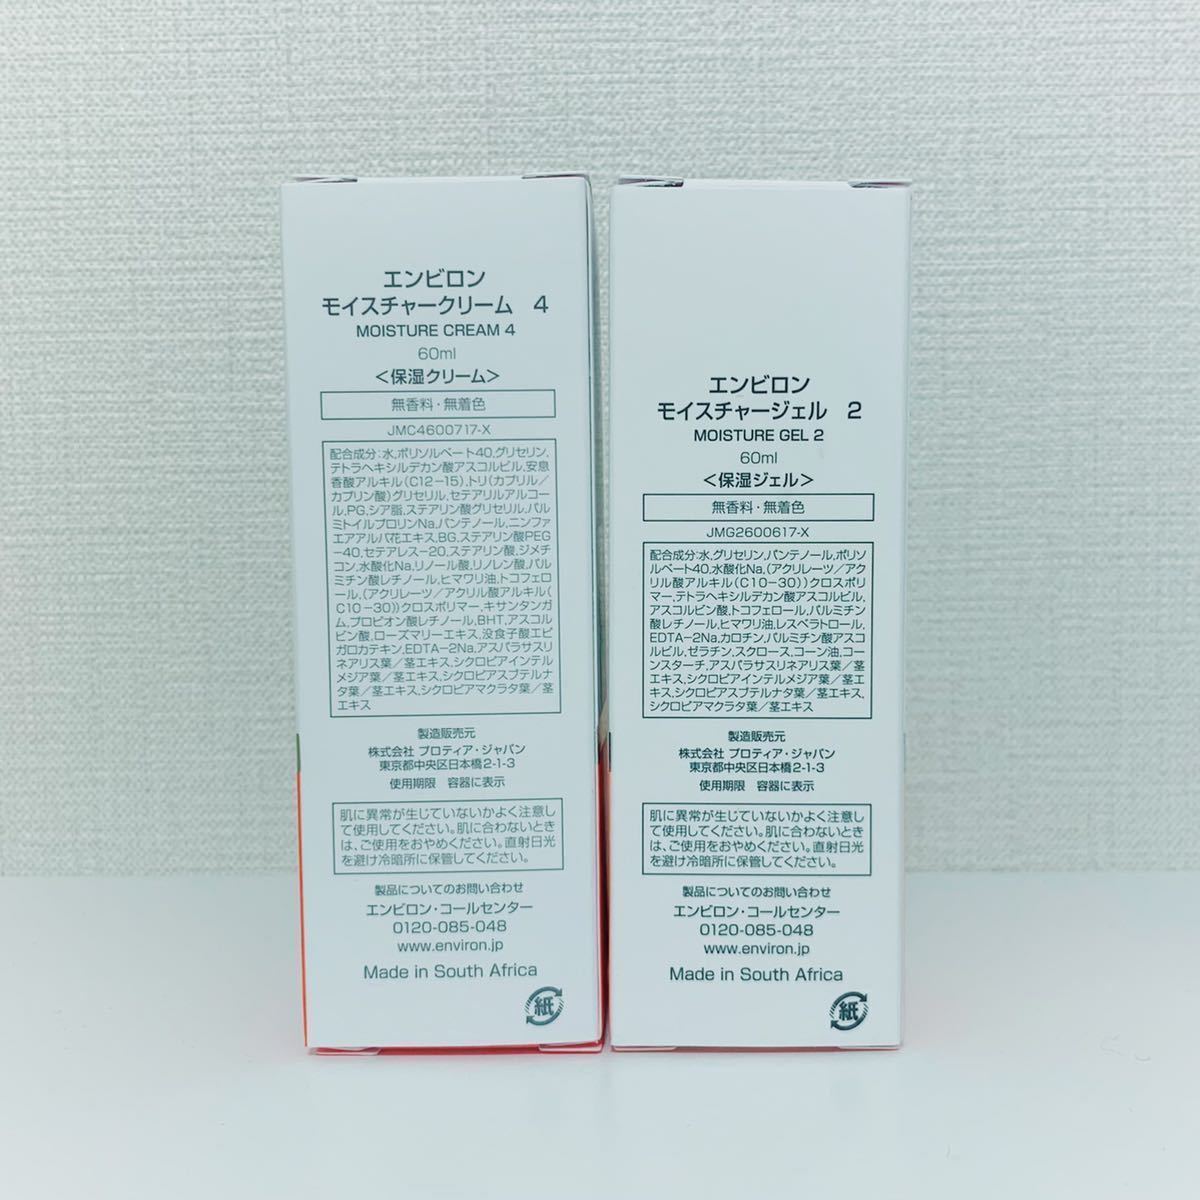 エンビロン
モイスチャークリーム 4
MOISTURE CREAM 4
60ml
＜保湿クリーム＞
無香料・無着色
JMC4600717-X
配合成分:水,ポリソルベート40,グリセリン,
テトラヘキシルデカン酸アスコルビル,安息
香酸アルキル(C12-15),トリ(カプリル/
カプリン酸)グリセリル,セテアリルアルコー
ル,PG,シア脂,ステアリン酸グリセリル,パル
ミトイルプロリンNa,パンテノール,ニンファ
エアアルバ花エキス,BG,ステアリン酸PEG
-40,セテアレス-20,ステアリン酸,ジメチ
コン,水酸化Na,リノール酸,リノレン酸,パル
ミチン酸レチノール,ヒマワリ油,トコフェロ
ール,(アクリレーツ/アクリル酸アルキル(
C10-30))クロスポリマー,キサンタンガ
ム,プロピオン酸レチノール,BHT,アスコル
ビン酸,ローズマリーエキス,没食子酸エピ
ガロカテキン,EDTA-2Na,アスパラサスリ
ネアリス葉/茎エキス,シクロピアインテル
メジア葉/茎エキス,シクロピアスブテルナ
タ葉/茎エキス,シクロピアマクラタ葉/茎
エキス
製造販売元
株式会社 プロティア・ジャパン
東京都中央区日本橋2-1-3
使用期限 容器に表示
肌に異常が生じていないかよく注意し
て使用してください。肌に合わないとき
は、ご使用をおやめください。直射日光
を避け冷暗所に保管してください。
製品についてのお問い合わせ
エンビロン・コールセンター
0120-085-048
www.environ.jp
Made in South Africa
紙
エンビロン
モイスチャージェル 2
MOISTURE GEL 2
60ml
＜保湿ジェル＞
無香料・無着色
JMG2600617-X
配合成分:水,グリセリン,パンテノール,ポリソ
ルベート40,水酸化Na,(アクリレーツ/アク
リル酸アルキル(C10-30))クロスポリ
マー,テトラヘキシルデカン酸アスコルビル,
アスコルビン酸,トコフェロール,パルミチン
酸レチノール,ヒマワリ油,レスベラトロール,
EDTA-2Na,カロチン,パルミチン酸アスコ
ルビル,ゼラチン,スクロース,コーン油,コー
ンスターチ,アスパラサスリネアリス葉/茎エ
キス,シクロピアインテルメジア葉/茎エキ
ス,シクロピアスブテルナタ葉/茎エキス,
シクロピアマクラタ葉/茎エキス
製造販売元
株式会社 プロティア・ジャパン
東京都中央区日本橋2-1-3
使用期限 容器に表示
肌に異常が生じていないかよく注意し
て使用してください。肌に合わないとき
は、ご使用をおやめください。直射日光
を避け冷暗所に保管してください。
製品についてのお問い合わせ
エンビロン・コールセンター
0120-085-048
www.environ.jp
Made in South Africa
紙